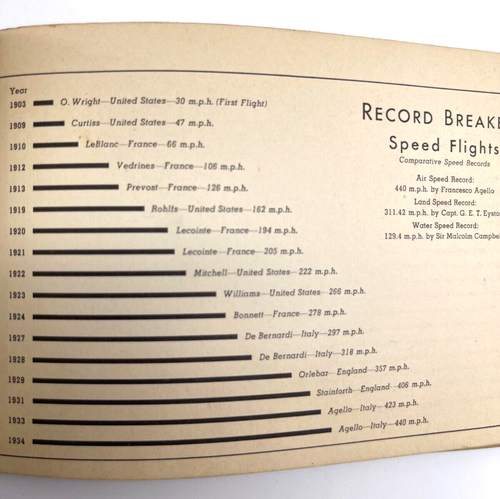 Year
1903 O. Wright—United States—30 m.p.h. (First Flight)
1909 Curtiss—United States—47 m.p.h.
1910 LeBlanc—France—66 m.p.h.
1912 Vedrines—France—106 m.p.h.
1913 Prevost—France—126 m.p.h.
1919 Rohlfs—United States—162 m.p.h.
1920 Lecointe—France—194 m.p.h.
1921 Lecointe—France—205 m.p.h.
1922 Mitchell—United States—222 m.p.h.
1923 Williams—United States—266 m.p.h.
1924 Bonnett—France—278 m.p.h.
1927 De Bernardi—Italy—297 m.p.h.
1928 De Bernardi—Italy—318 m.p.h.
1929 Orlebar—England—357 m.p.h.
1931 Stainforth—England—406 m.p.h.
1933 Agello—Italy—423 m.p.h.
1934 Agello—Italy—440 m.p.h.
RECORD BREAKE
Speed Flights
Comparative Speed Records
Air Speed Record:
440 m.p.h. by Francesco Agello
Land Speed Record:
311.42 m.p.h. by Capt. G. E. T. Eysto
Water Speed Record:
129.4 m.p.h. by Sir Malcolm Campbel